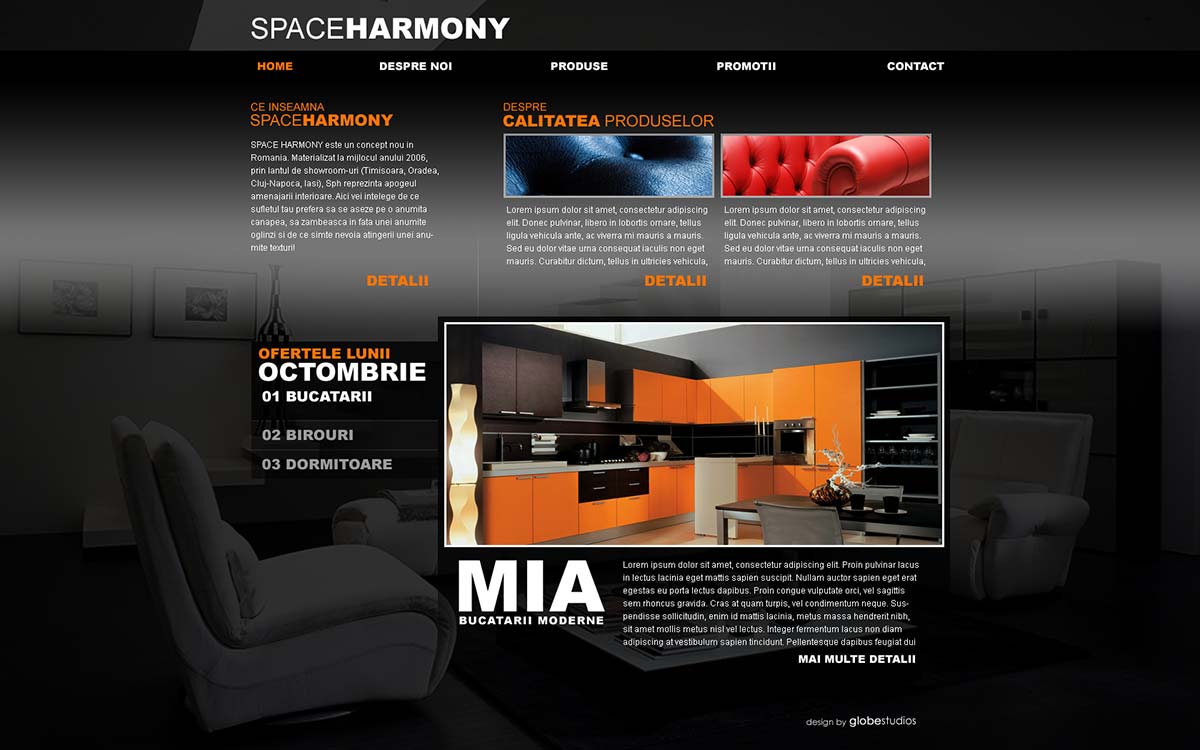 SPACEHARMONY
HOME DESPRE NOI PRODUSE PROMOTII CONTACT
CE INSEAMNA
SPACEHARMONY
SPACE HARMONY este un concept nou in
Romania. Materializat la mijlocul anului 2006,
prin lantul de showroom-uri (Timisoara, Oradea,
Cluj-Napoca, Iasi), Sph reprezinta apogeul
amenajarii interioare. Aici vei intelege de ce
sufletul tau prefera sa se aseze pe o anumita
canapea, sa zambeasca in fata unei anumite
oglinzi si de ce simte nevoia atingerii unei anu-
mite texturi!
DETALII
DESPRE
CALITATEA PRODUSELOR
Lorem ipsum dolor sit amet, consectetur adipiscing
elit. Donec pulvinar, libero in lobortis ornare, tellus
ligula vehicula ante, ac viverra mi mauris a mauris.
Sed eu dolor vitae urna consequat iaculis non eget
mauris. Curabitur dictum, tellus in ultricies vehicula,
DETALII
Lorem ipsum dolor sit amet, consectetur adipiscing
elit. Donec pulvinar, libero in lobortis ornare, tellus
ligula vehicula ante, ac viverra mi mauris a mauris.
Sed eu dolor vitae urna consequat iaculis non eget
mauris. Curabitur dictum, tellus in ultricies vehicula,
DETALII
OFERTELE LUNII
OCTOMBRIE
01 BUCATARII
02 BIROURI
03 DORMITOARE
MIA
BUCATARII MODERNE
Lorem ipsum dolor sit amet, consectetur adipiscing elit. Proin pulvinar lacus
in lectus lacinia eget mattis sapien suscipit. Nullam auctor sapien eget erat
egestas eu porta lectus dapibus. Proin congue vulputate orci, vel sagittis
sem rhoncus gravida. Cras at quam turpis, vel condimentum neque. Sus-
pendisse sollicitudin, enim id mattis lacinia, metus massa hendrerit nibh,
sit amet mollis metus nisl vel lectus. Integer fermentum lacus non diam
adipiscing at vestibulum sapien tincidunt. Pellentesque dapibus feugiat dui
MAI MULTE DETALII
design by globestudios